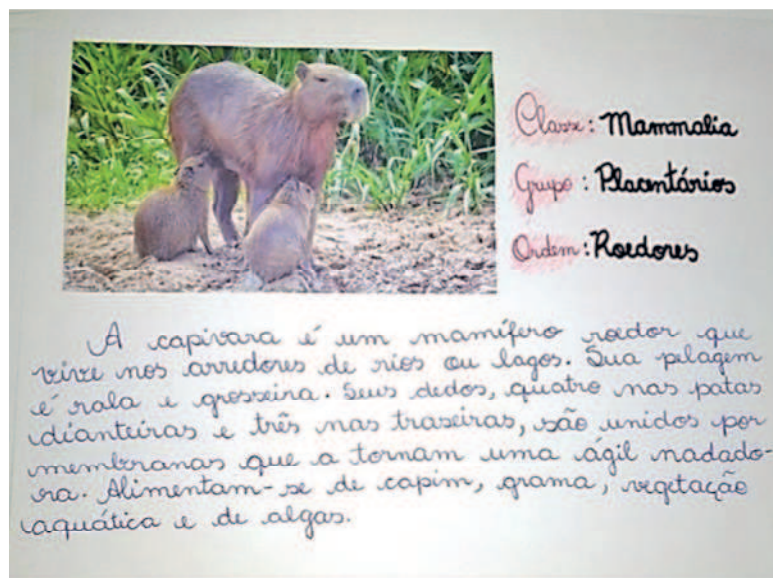 Classe: Mammalia
Grupo: Placentários
Ordem: Roedores
A capivara é um mamífero roedor que
vive nos arredores de rios ou lagos. Sua pelagem
é rala e grosseira. Seus dedos, quatro nas patas
dianteiras e três nas traseiras, são unidos por
membranas que a tornam uma ágil nadado-
ra. Alimentam-se de capim, grama, vegetação
aquática e de algas.